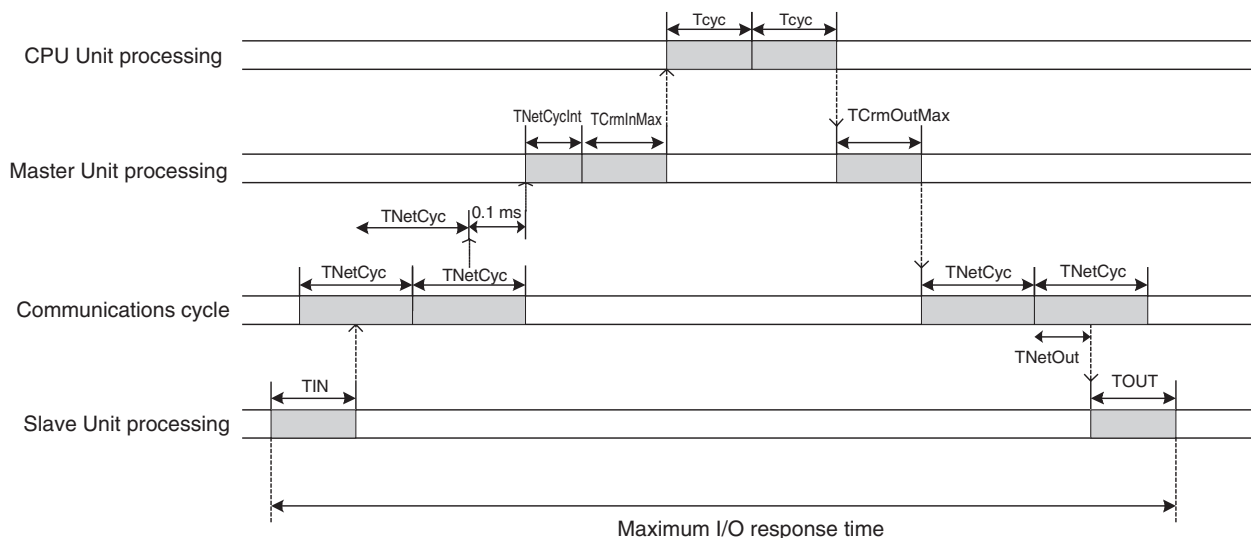 Tcyc Tcyc
CPU Unit processing
TNetCycInt TCrmInMax TCrmOutMax
Master Unit processing
TNetCyc 0.1 ms
TNetCyc TNetCyc TNetCyc TNetCyc
Communications cycle
TNetOut
TIN TOUT
Slave Unit processing
Maximum I/O response time